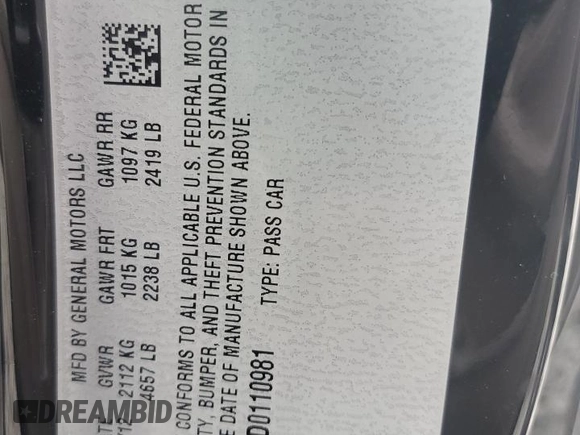 MFD BY GENERAL MOTORS LLC
GVWR GAWR FRT GAWR RR
2112 KG 1015 KG 1097 KG
4657 LB 2238 LB 2419 LB
CONFORMS TO ALL APPLICABLE U.S. FEDERAL MOTOR
BUMPER, AND THEFT PREVENTION STANDARDS IN
DATE OF MANUFACTURE SHOWN ABOVE.
D0110981 TYPE: PASS CAR
DREAMBID